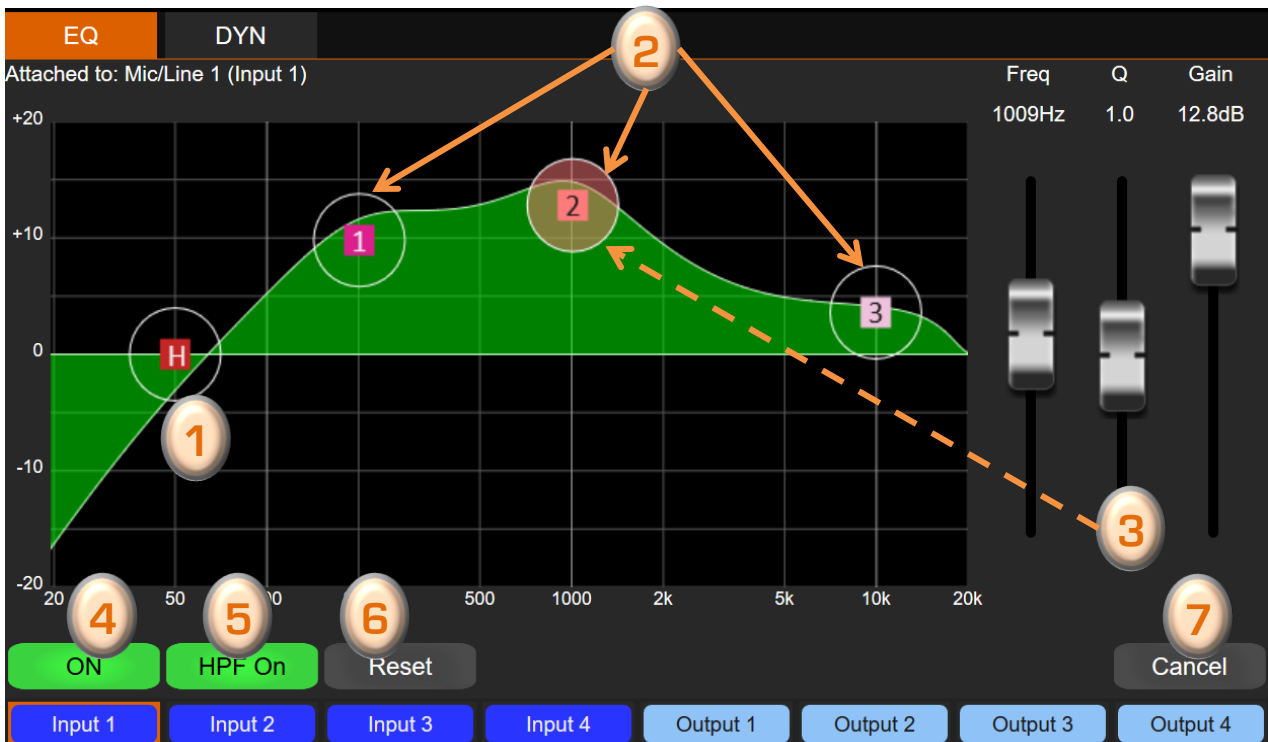 EQ DYN
2
Attached to: Mic/Line 1 (Input 1)
Freq Q Gain
1009Hz 1.0 12.8dB
+20
+10
0
-10
-20
H
1
2
3
1
3
20 50 500 1000 2k 5k 10k 20k
4 5 6 7
ON HPF On Reset Cancel
Input 1 Input 2 Input 3 Input 4 Output 1 Output 2 Output 3 Output 4